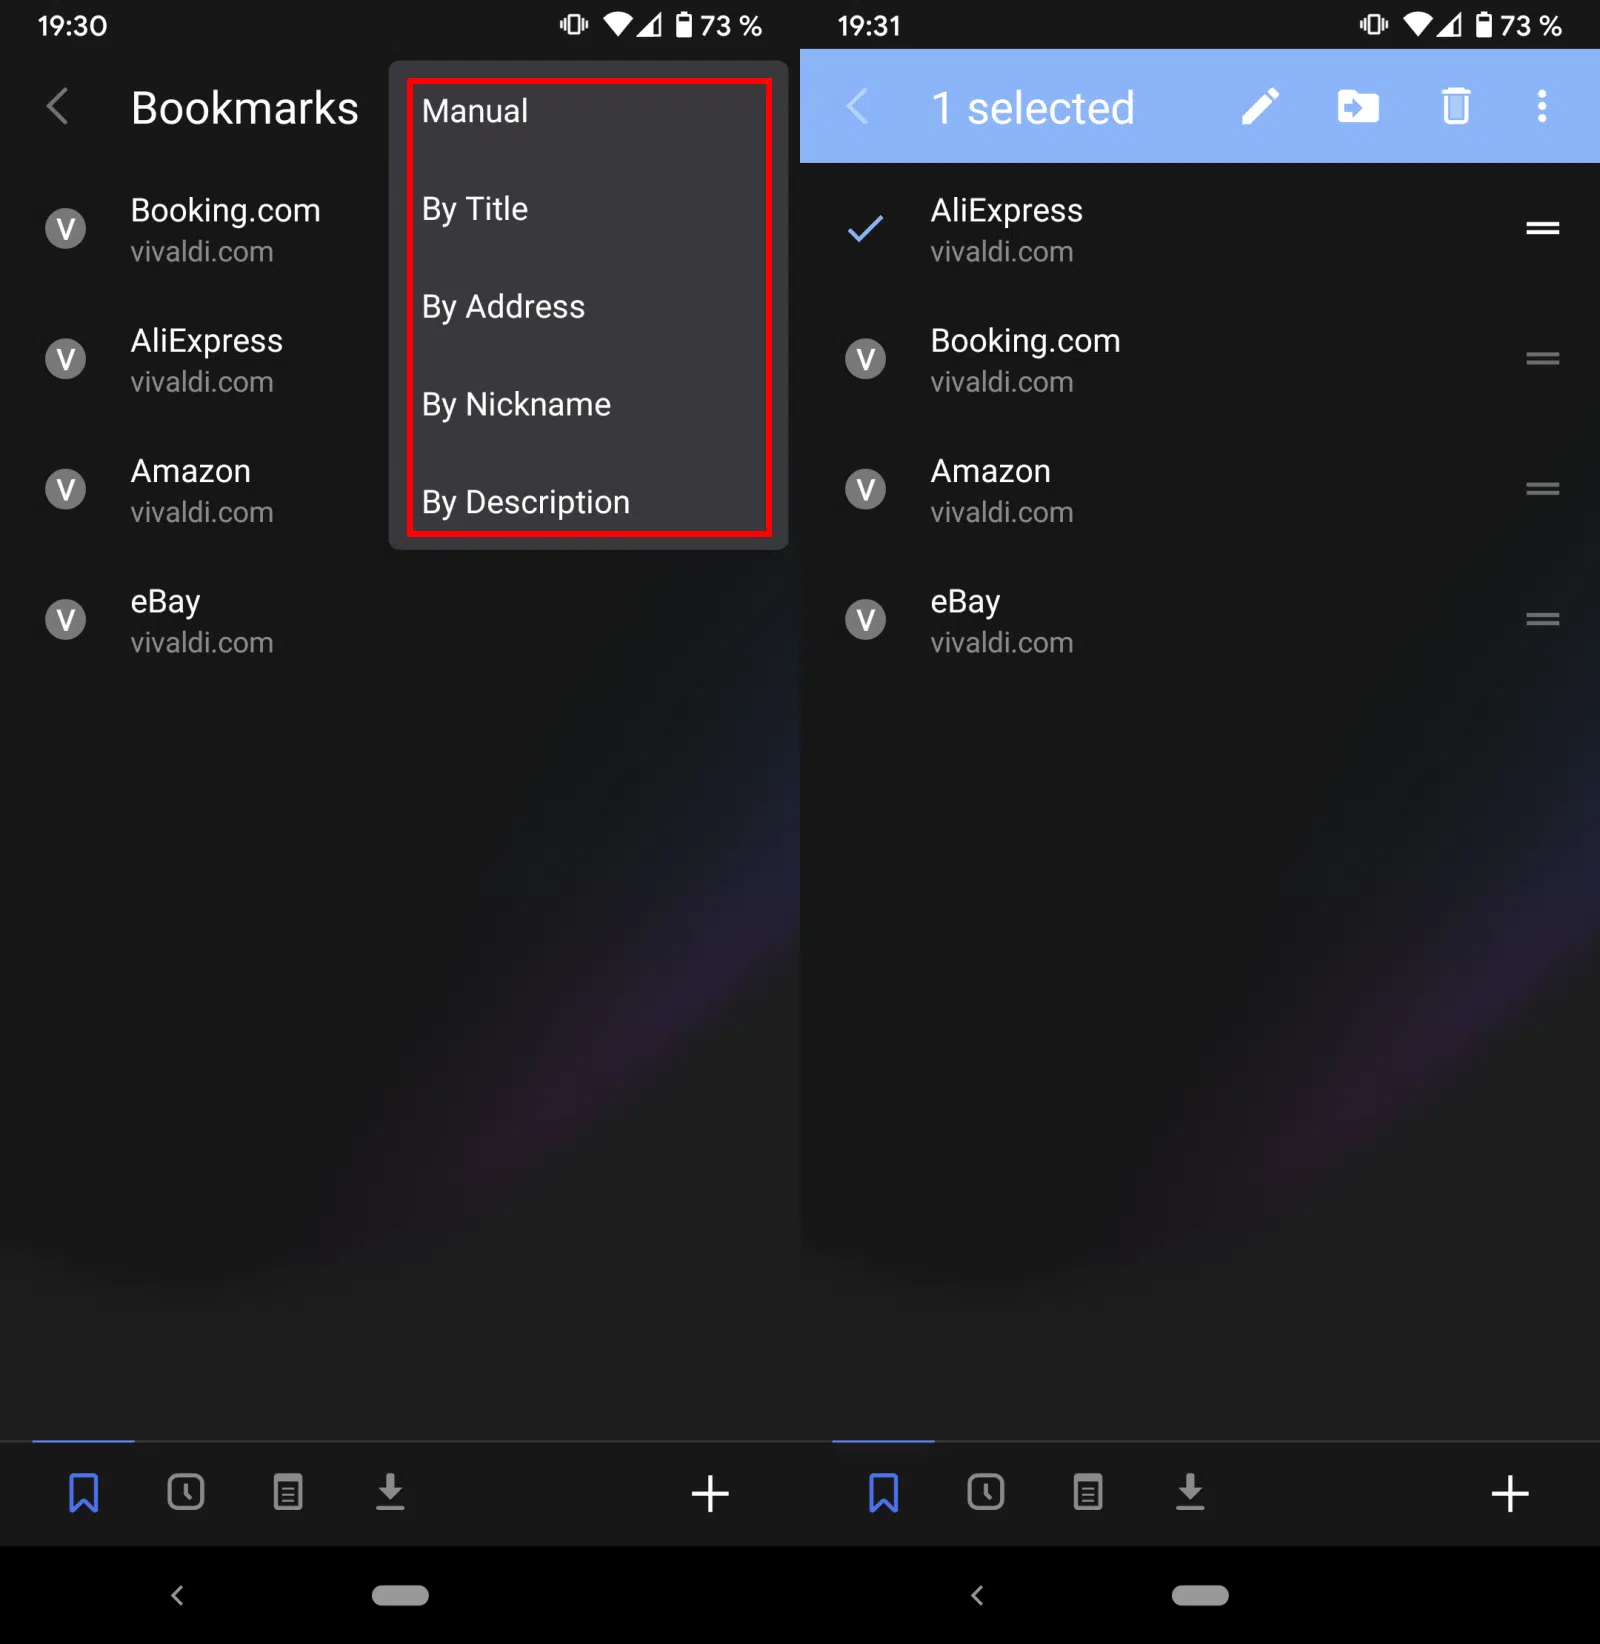 19:30
73 %
Bookmarks
Manual
By Title
By Address
By Nickname
By Description
V
Booking.com
vivaldi.com
V
AliExpress
vivaldi.com
V
Amazon
vivaldi.com
V
eBay
vivaldi.com
19:31
73 %
1 selected
AliExpress
vivaldi.com
V
Booking.com
vivaldi.com
V
Amazon
vivaldi.com
V
eBay
vivaldi.com